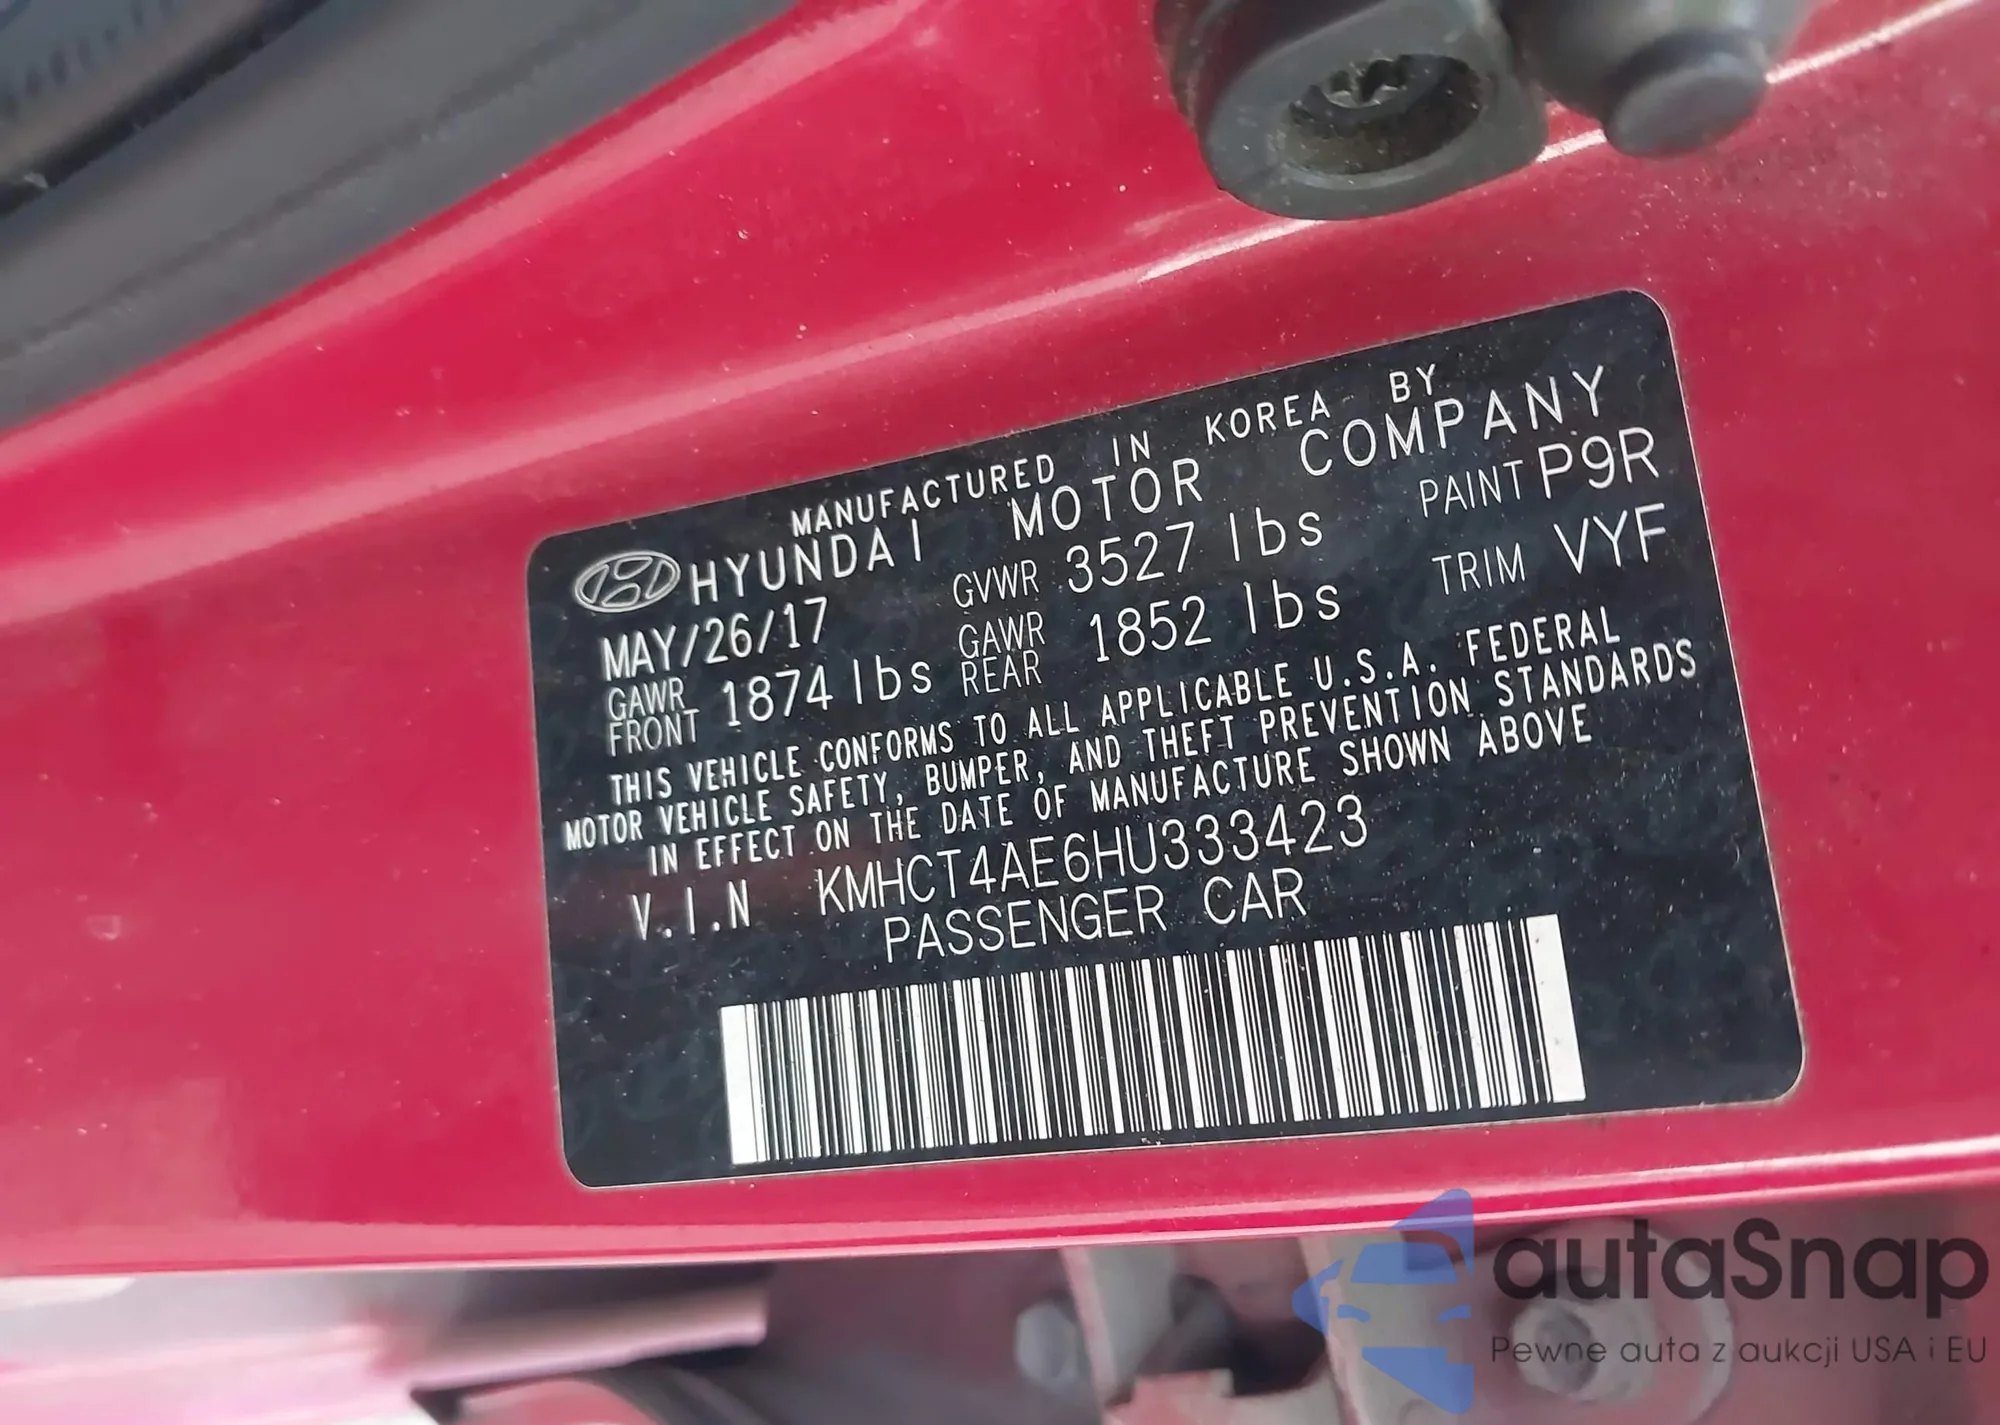 MANUFACTURED IN KOREA BY
HYUNDAI MOTOR COMPANY
MAY/26/17 GVWR 3527 lbs PAINT P9R
GAWR FRONT 1874 lbs GAWR REAR 1852 lbs TRIM VYF
THIS VEHICLE CONFORMS TO ALL APPLICABLE U.S.A. FEDERAL
MOTOR VEHICLE SAFETY, BUMPER, AND THEFT PREVENTION STANDARDS
IN EFFECT ON THE DATE OF MANUFACTURE SHOWN ABOVE
V.I.N KMHCT4AE6HU333423
PASSENGER CAR
autaSnap
Pewne auta z aukcji USA i EU